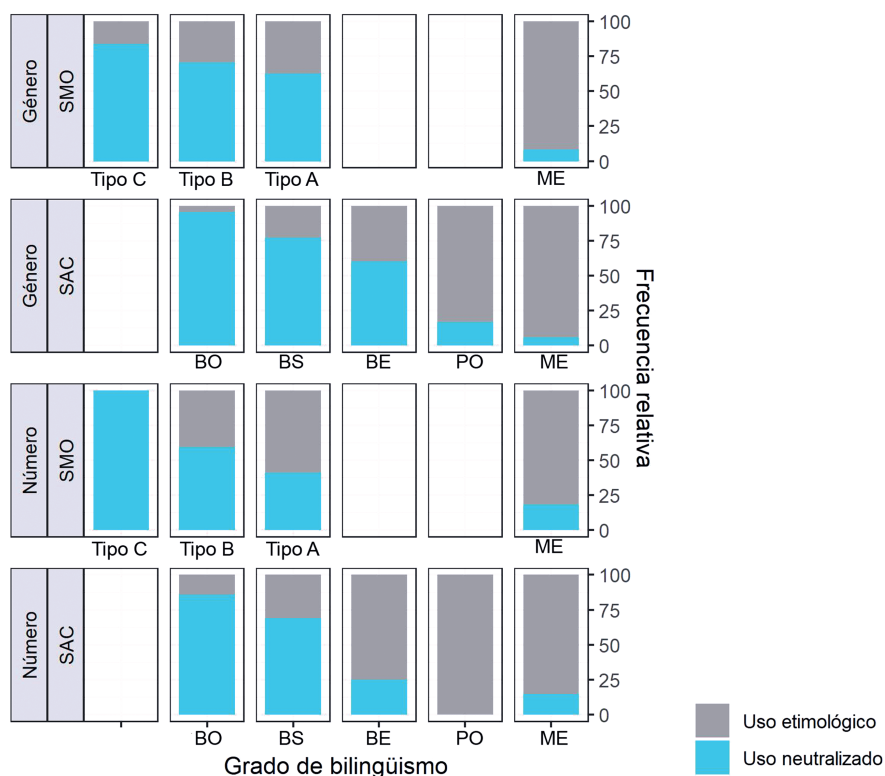 Género
SMO
100
75
50
25
0
Tipo C Tipo B Tipo A ME
Género
SAC
100
75
50
25
0
BO BS BE PO ME
Número
SMO
100
75
50
25
0
Tipo C Tipo B Tipo A ME
Número
SAC
100
75
50
25
0
BO BS BE PO ME
Frecuencia relativa
Grado de bilingüismo
Uso etimológico
Uso neutralizado